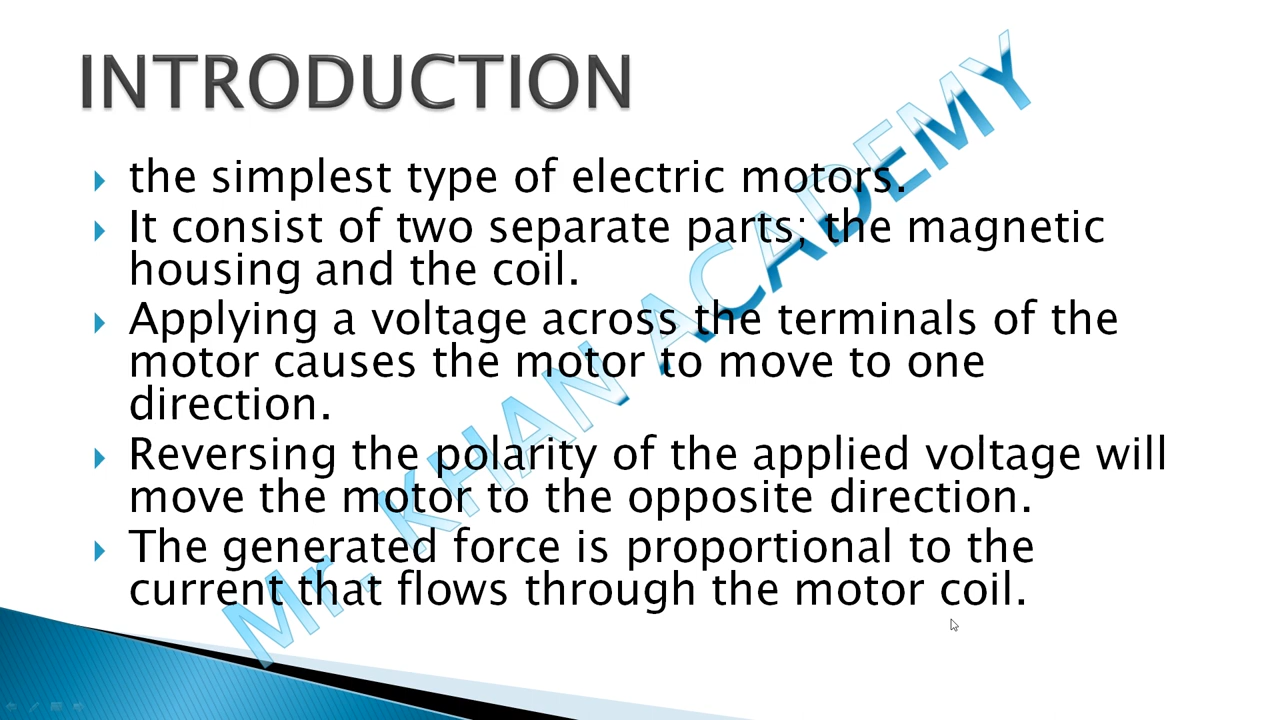 INTRODUCTION
the simplest type of electric motors.
It consist of two separate parts; the magnetic
housing and the coil.
Applying a voltage across the terminals of the
motor causes the motor to move to one
direction.
Reversing the polarity of the applied voltage will
move the motor to the opposite direction.
The generated force is proportional to the
current that flows through the motor coil.
Mr. KHAN ACADEMY